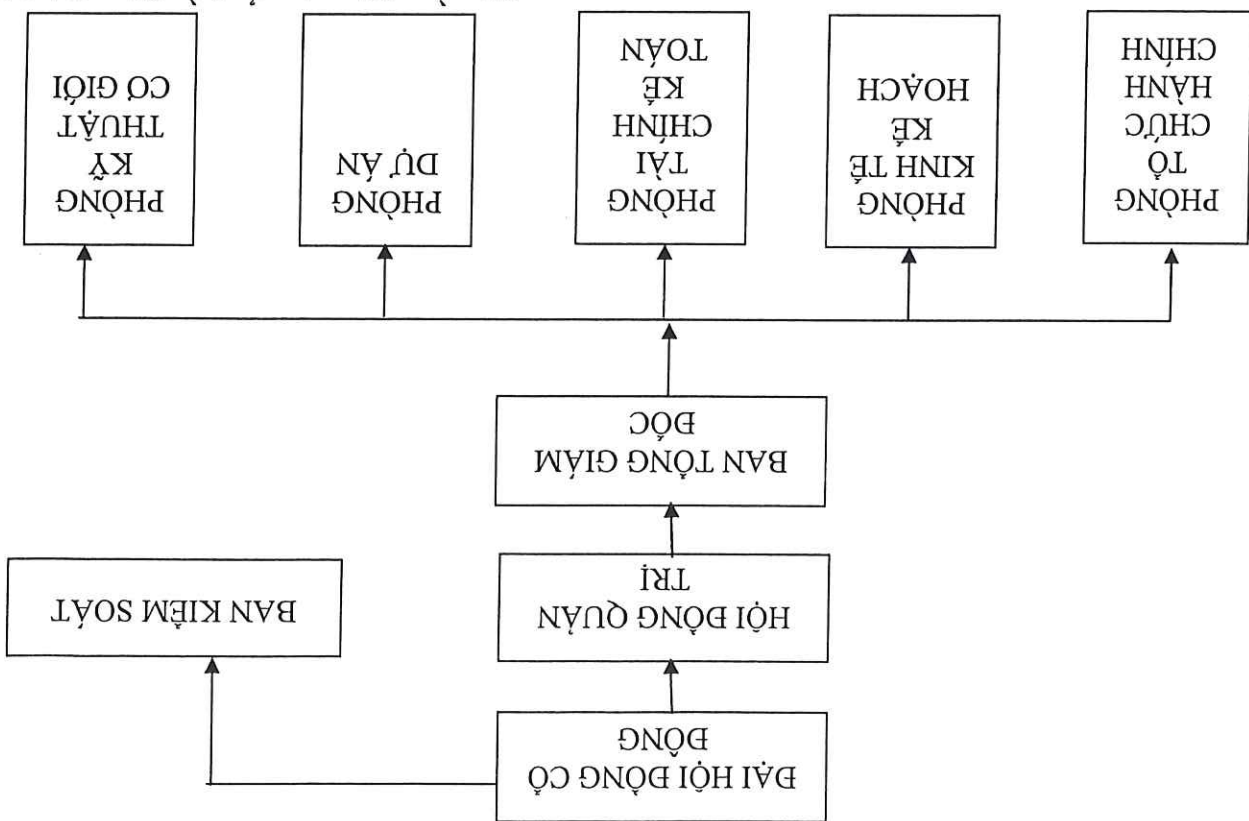 ĐẠI HỘI ĐỒNG CỔ
ĐÔNG
HỘI ĐỒNG QUẢN
TRỊ
BAN KIỂM SOÁT
BAN TỔNG GIÁM
ĐỐC
PHÒNG
TỔ
CHỨC
HÀNH
CHÍNH
PHÒNG
KINH TẾ
KẾ
HOẠCH
PHÒNG
TÀI
CHÍNH
KẾ
TOÁN
PHÒNG
DỰ ÁN
PHÒNG
KỸ
THUẬT
CƠ GIỚI